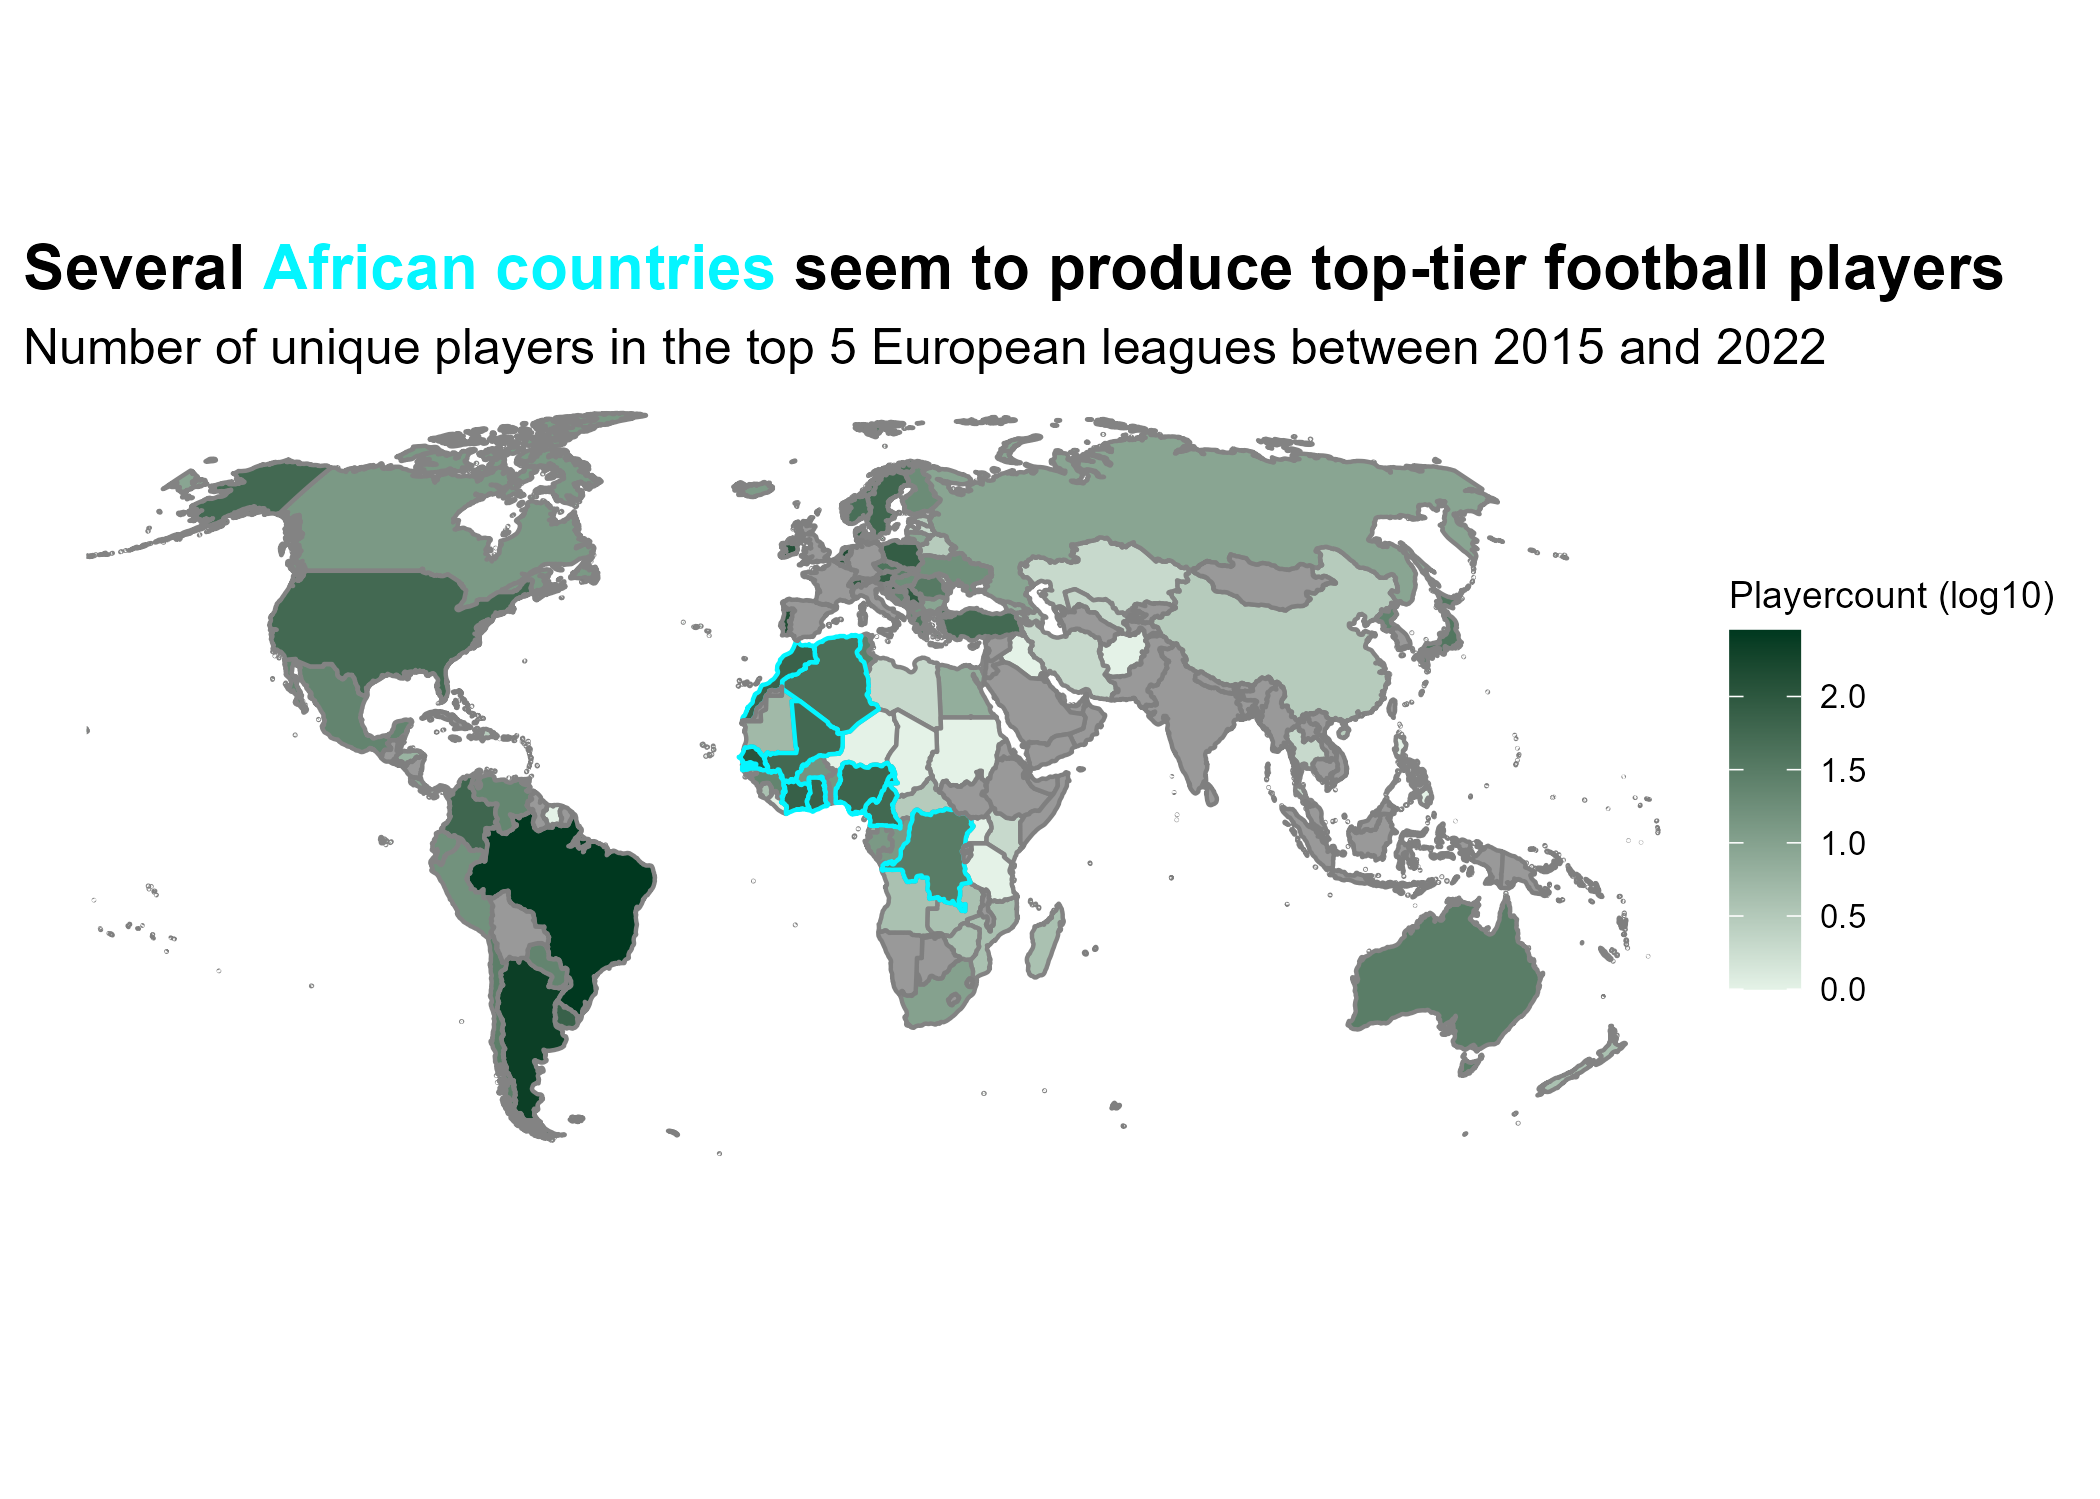 Several African countries seem to produce top-tier football players
Number of unique players in the top 5 European leagues between 2015 and 2022
Playercount (log10)
2.0
1.5
1.0
0.5
0.0